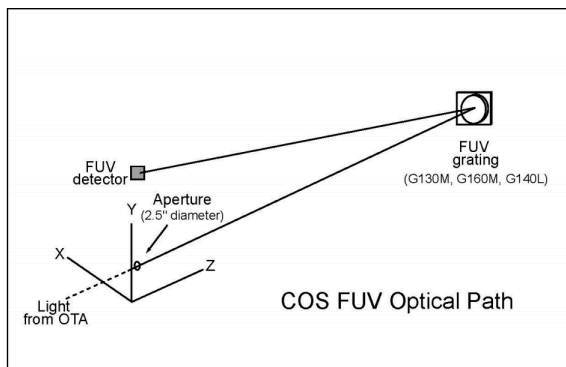 FUV
detector
Aperture
(2.5" diameter)
FUV
grating
(G130M, G160M, G140L)
Y
X
Z
Light
from OTA
COS FUV Optical Path